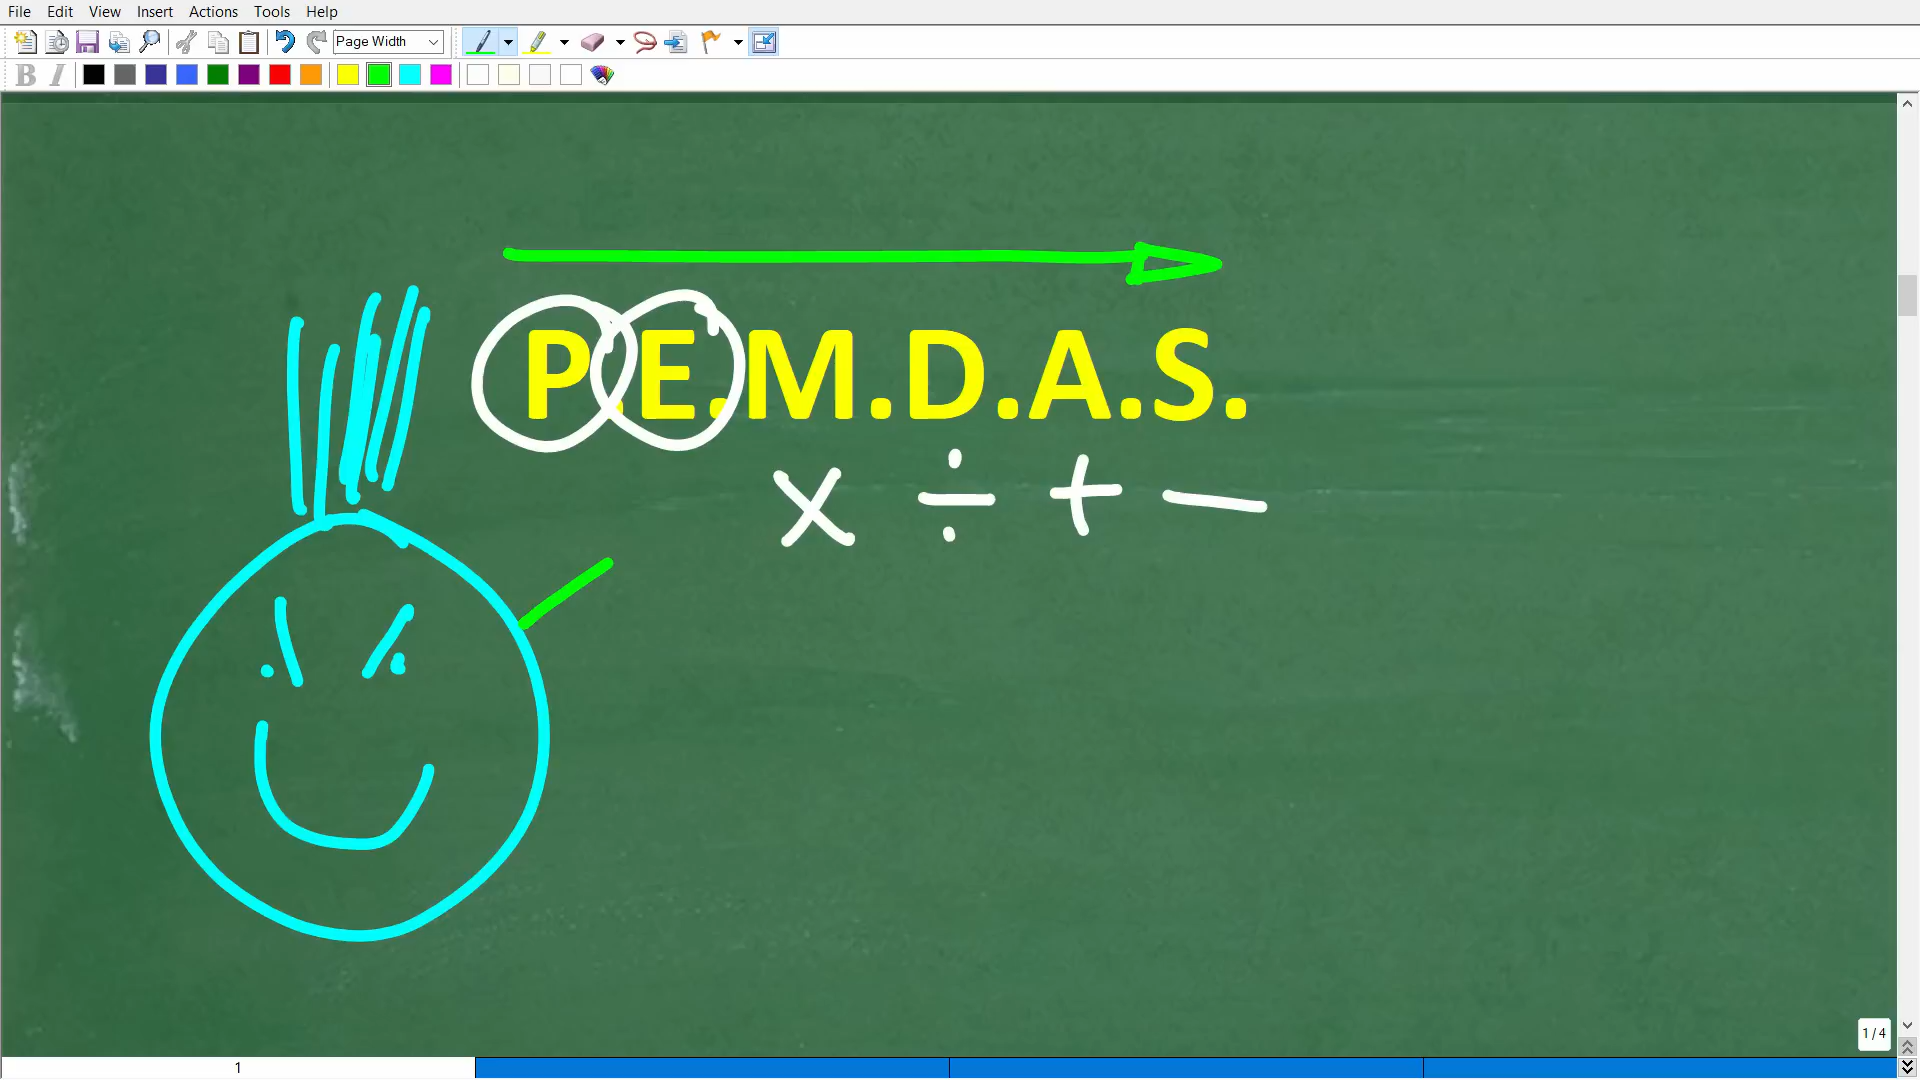 File Edit View Insert Actions Tools Help
Page Width
B I
P.E.M.D.A.S.
× ÷ + −
1 / 4
1